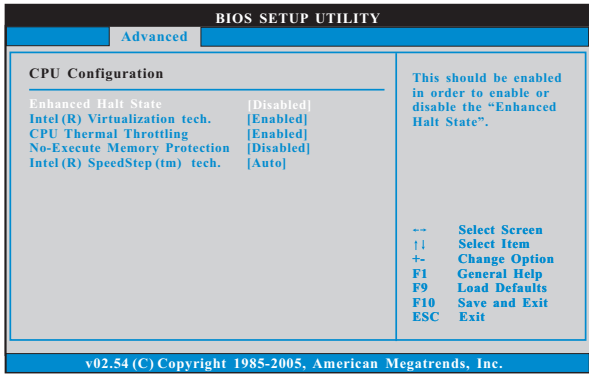 BIOS SETUP UTILITY
Advanced
CPU Configuration
Enhanced Halt State [Disabled]
Intel(R) Virtualization tech. [Enabled]
CPU Thermal Throttling [Enabled]
No-Execute Memory Protection [Disabled]
Intel(R) SpeedStep(tm) tech. [Auto]
This should be enabled
in order to enable or
disable the “Enhanced
Halt State”.
←→ Select Screen
↑↓ Select Item
+- Change Option
F1 General Help
F9 Load Defaults
F10 Save and Exit
ESC Exit
v02.54 (C) Copyright 1985-2005, American Megatrends, Inc.